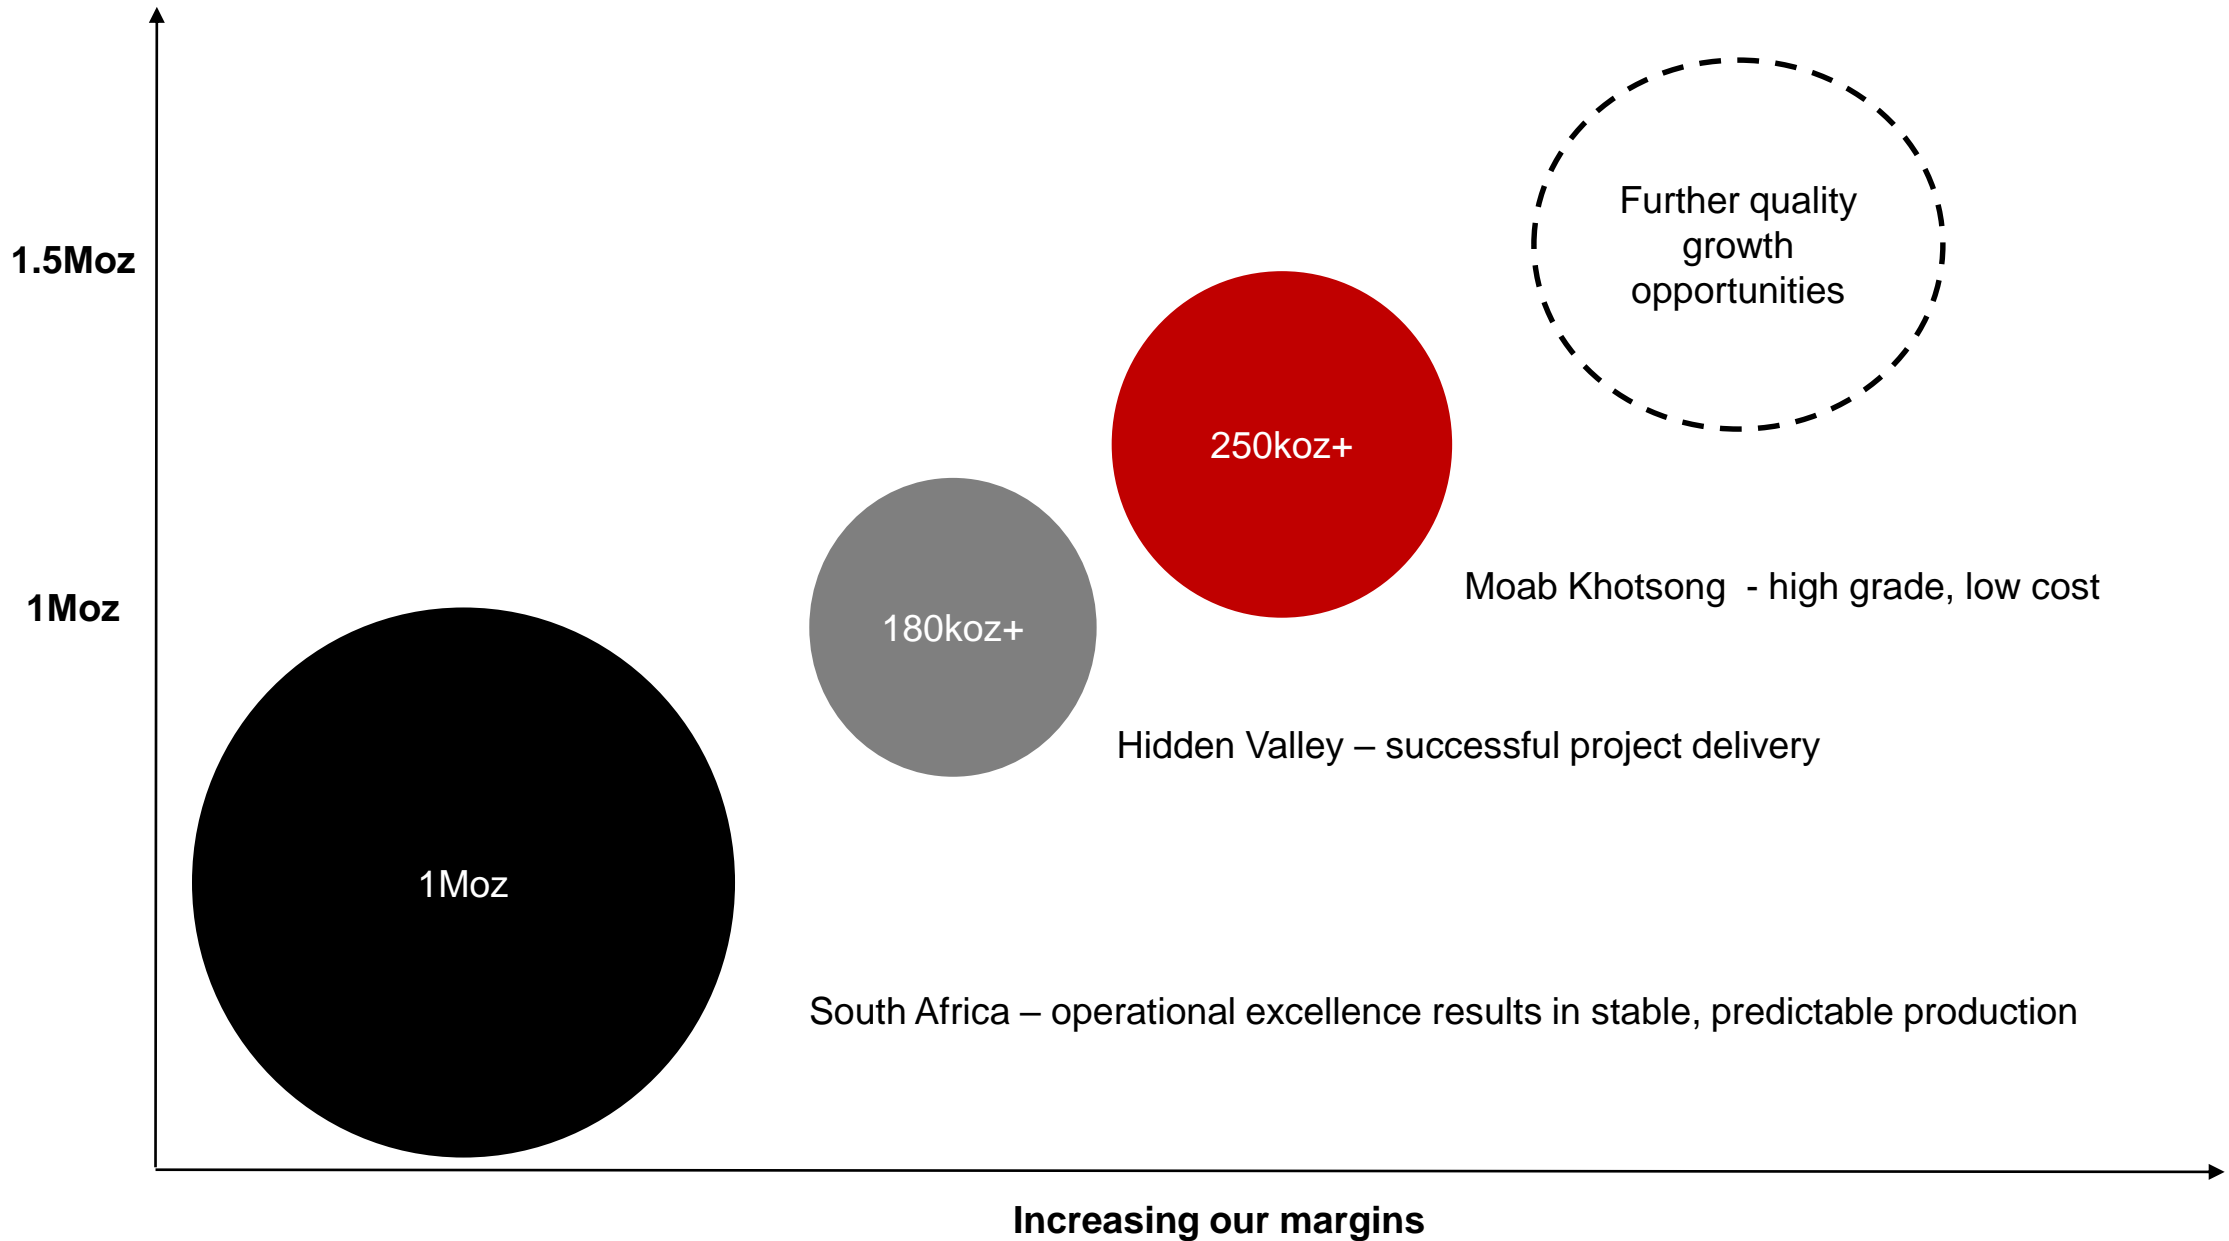 Further quality
growth
opportunities
1.5Moz
250koz+
Moab Khotsong  - high grade, low cost
1Moz
180koz+
Hidden Valley – successful project delivery
1Moz
South Africa – operational excellence results in stable, predictable production
Increasing our margins